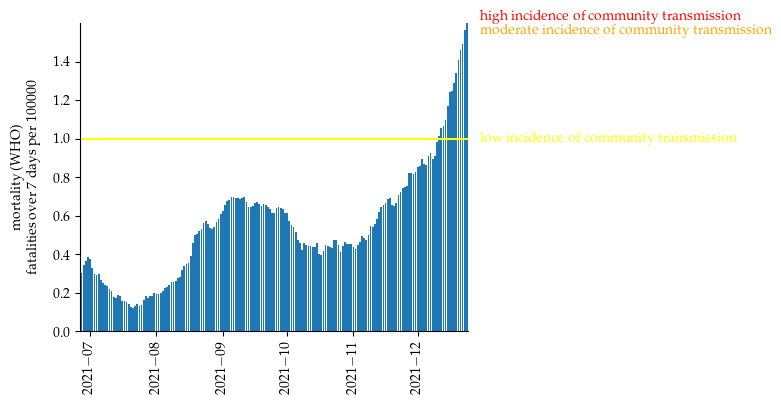 high incidence of community transmission
moderate incidence of community transmission
low incidence of community transmission
mortality (WHO)
fatalities over 7 days per 100000
1.4
1.2
1.0
0.8
0.6
0.4
0.2
0.0
2021−07
2021−08
2021−09
2021−10
2021−11
2021−12